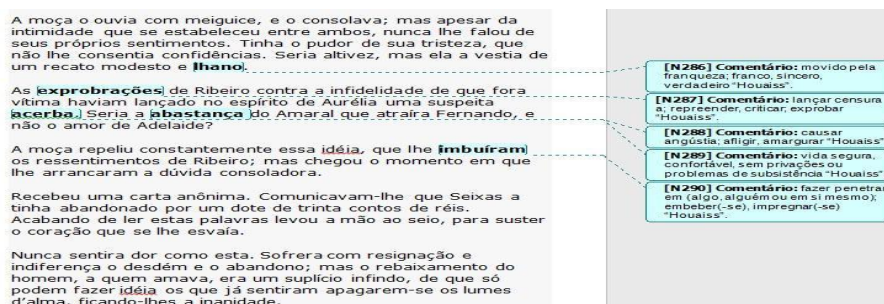 A moça o ouvia com meiguice, e o consolava; mas apesar da
intimidade que se estabeleceu entre ambos, nunca lhe falou de
seus próprios sentimentos. Tinha o pudor de sua tristeza, que
não lhe consentia confidências. Seria altivez, mas ela a vestia de
um recato modesto e lhano.
As exprobrações de Ribeiro contra a infidelidade de que fora
vítima haviam lançado no espírito de Aurélia uma suspeita
acerba. Seria a abastança do Amaral que atraíra Fernando, e
não o amor de Adelaide?
A moça repeliu constantemente essa idéia, que lhe imbuíram
os ressentimentos de Ribeiro; mas chegou o momento em que
lhe arrancaram a dúvida consoladora.
Recebeu uma carta anônima. Comunicavam-lhe que Seixas a
tinha abandonado por um dote de trinta contos de réis.
Acabando de ler estas palavras levou a mão ao seio, para suster
o coração que se lhe esvaía.
Nunca sentira dor como esta. Sofrera com resignação e
indiferença o desdém e o abandono; mas o rebaixamento do
homem, a quem amava, era um suplício infindo, de que só
podem fazer idéia os que já sentiram apagarem-se os lumes
d'alma, ficando-lhes a inanidade.
[N286] Comentário: movido pela
franqueza; franco, sincero,
verdadeiro "Houaiss".
[N287] Comentário: lançar censura
a; repreender, criticar; exprobar
"Houaiss".
[N288] Comentário: causar
angústia; afligir, amargurar "Houaiss"
[N289] Comentário: vida segura,
confortável, sem privações ou
problemas de subsistência "Houaiss"
[N290] Comentário: fazer penetrar
em (algo, alguém ou em si mesmo);
embeber(-se), impregnar(-se)
"Houaiss".